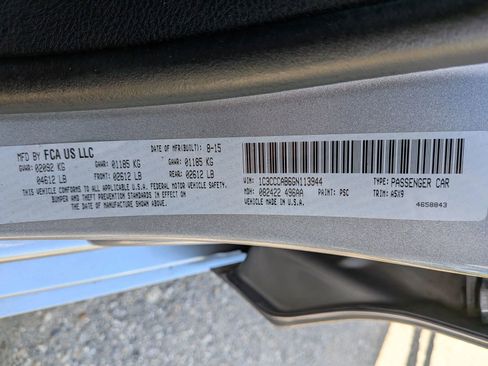 MFD BY FCA US LLC DATE OF MFR(BUILT): 8-15
GVWR: 02092 KG GAWR: 01185 KG GAWR: 01185 KG
04612 LB FRONT: 02612 LB REAR: 02612 LB
THIS VEHICLE CONFORMS TO ALL APPLICABLE U.S.A. FEDERAL MOTOR VEHICLE SAFETY,
BUMPER AND THEFT PREVENTION STANDARDS IN EFFECT ON
THE DATE OF MANUFACTURE SHOWN ABOVE.
VIN: 1C3CCCAB6GN113944 TYPE: PASSENGER CAR
MDH: 082422 496AA PAINT: PSC TRIM: A5X9
VEHICLE MADE IN U.S.A. 4658843